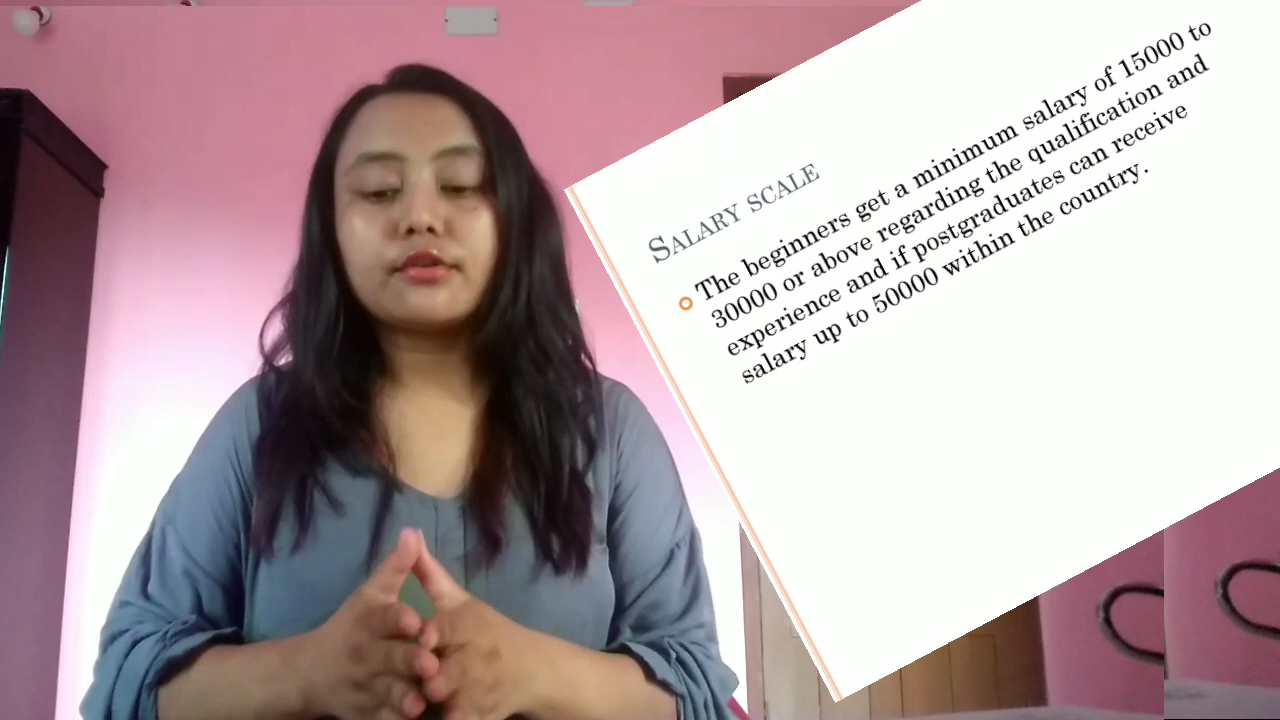 SALARY SCALE
The beginners get a minimum salary of 15000 to
30000 or above regarding the qualification and
experience and if postgraduates can receive
salary up to 50000 within the country.